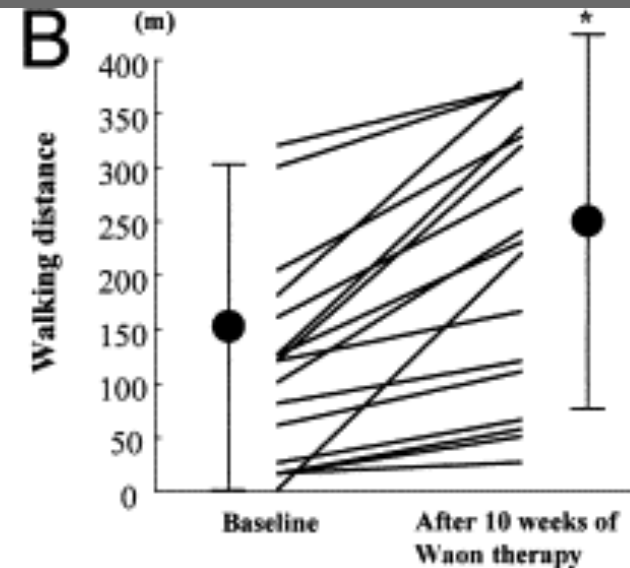 B
(m)
*
Walking distance
400
350
300
250
200
150
100
50
0
Baseline
After 10 weeks of
Waon therapy